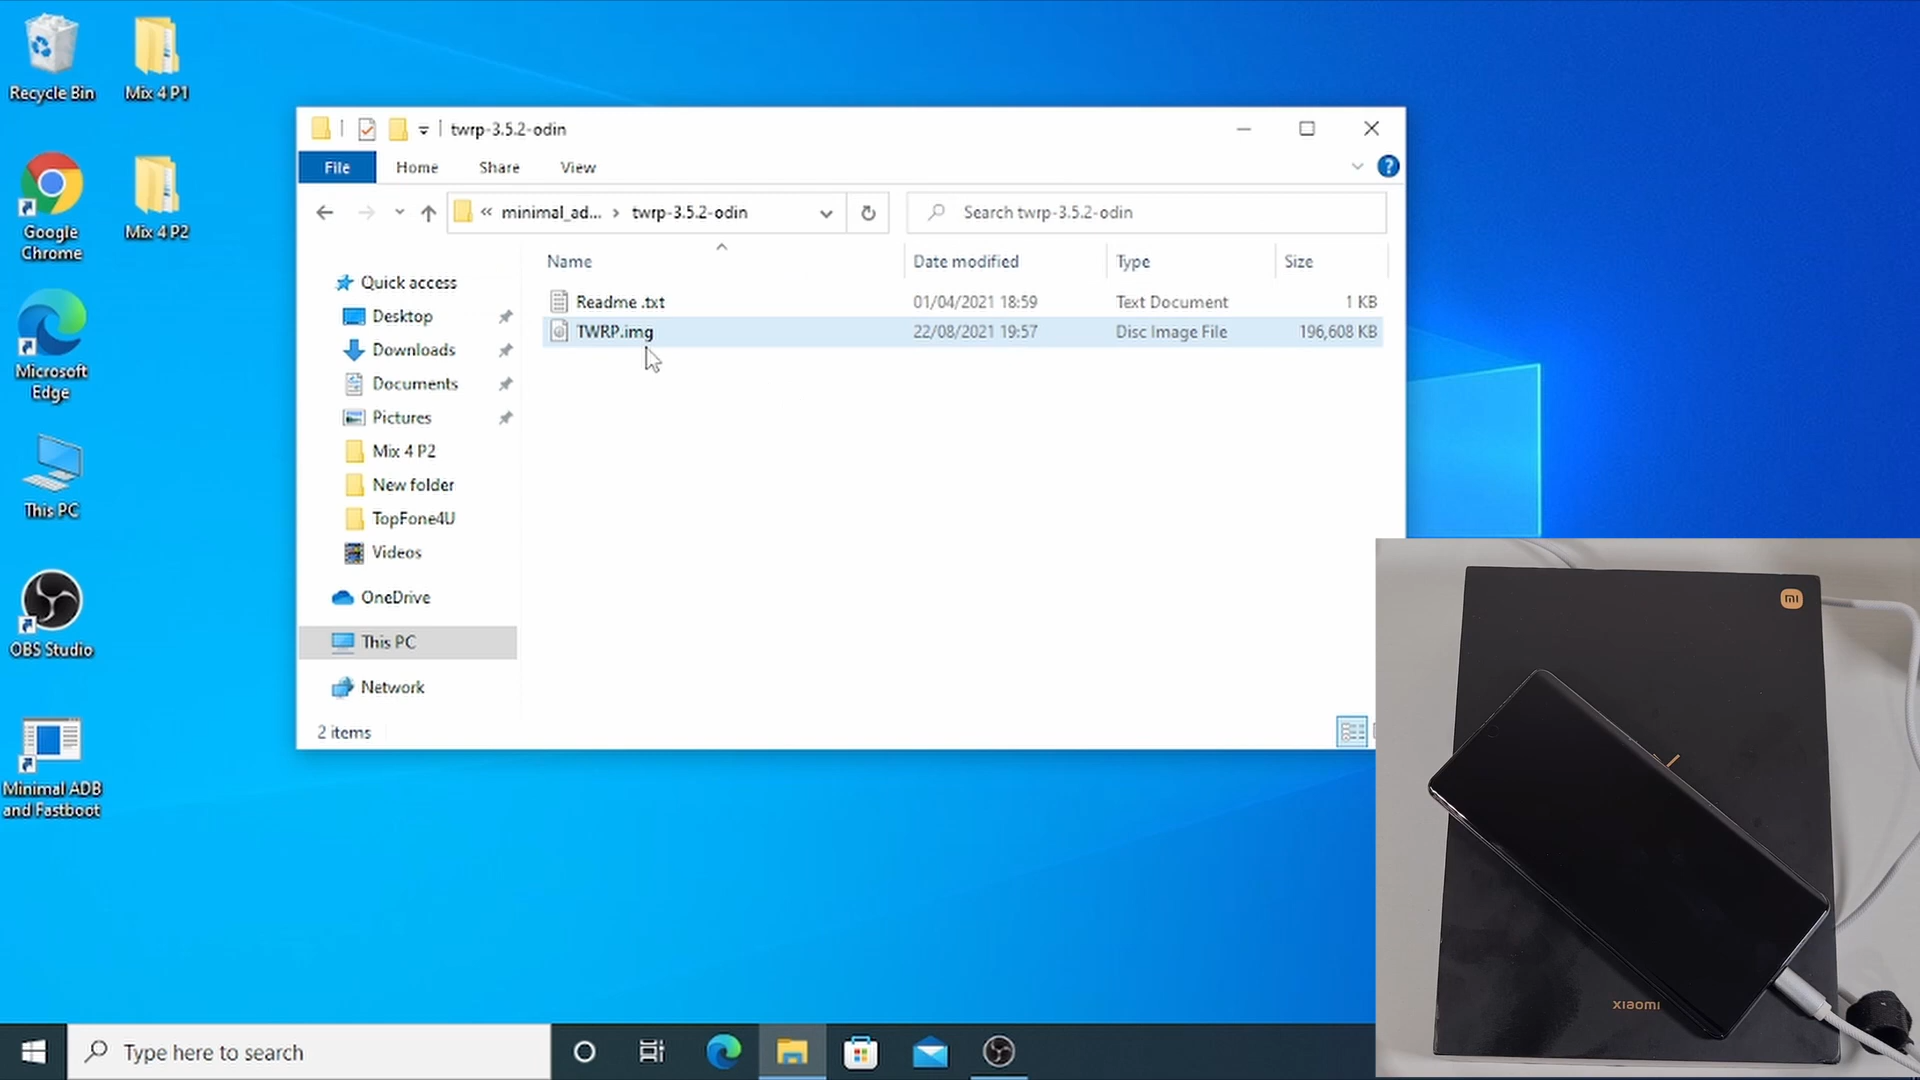 Recycle Bin
Mix 4 P1
Google
Chrome
Mix 4 P2
Microsoft
Edge
This PC
OBS Studio
Minimal ADB
and Fastboot
twrp-3.5.2-odin
File Home Share View
minimal_ad... twrp-3.5.2-odin
Search twrp-3.5.2-odin
Name Date modified Type Size
Readme .txt 01/04/2021 18:59 Text Document 1 KB
TWRP.img 22/08/2021 19:57 Disc Image File 196,608 KB
Quick access
Desktop
Downloads
Documents
Pictures
Mix 4 P2
New folder
TopFone4U
Videos
OneDrive
This PC
Network
2 items
mi
xiaomi
Type here to search